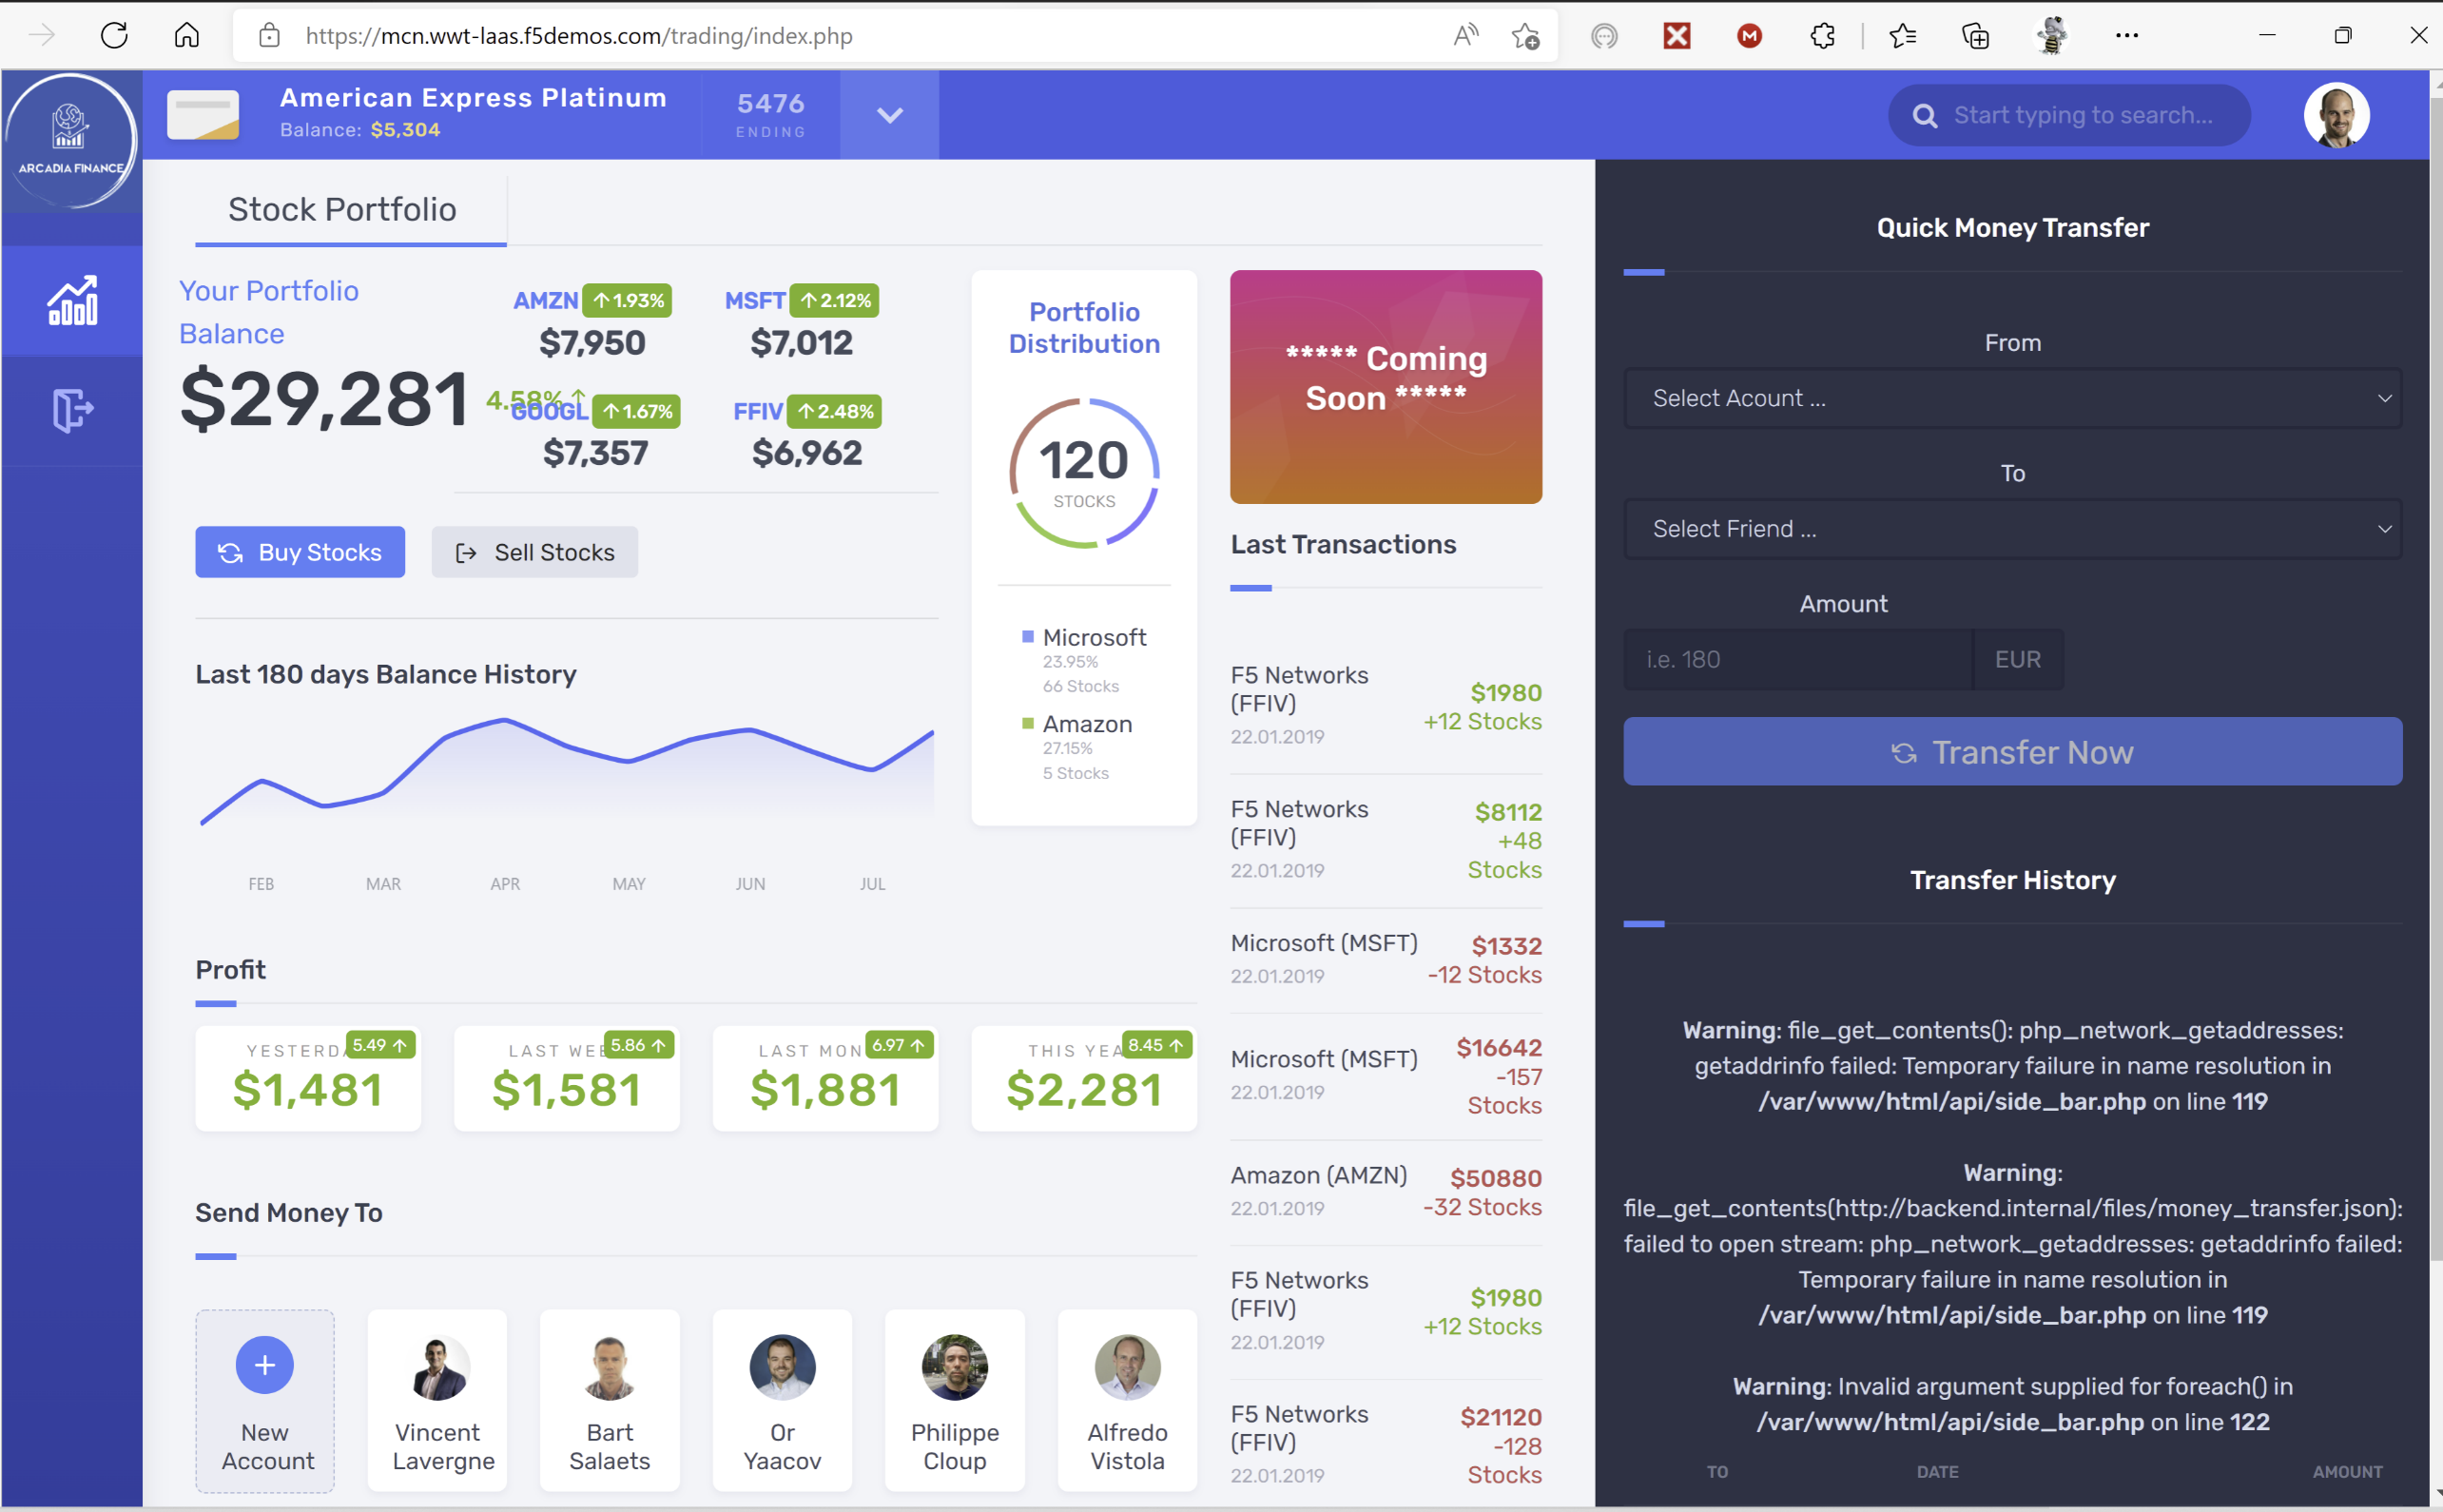 https://mcn.wwt-laas.f5demos.com/trading/index.php
ARCADIA FINANCE
American Express Platinum
Balance: $5,304
5476
ENDING
Start typing to search...
Stock Portfolio
Your Portfolio
Balance
$29,281
4.58% ↑
AMZN ↑1.93%
$7,950
MSFT ↑2.12%
$7,012
GOOGL ↑1.67%
$7,357
FFIV ↑2.48%
$6,962
Buy Stocks
Sell Stocks
Last 180 days Balance History
FEB MAR APR MAY JUN JUL
Portfolio
Distribution
120
STOCKS
Microsoft
23.95%
66 Stocks
Amazon
27.15%
5 Stocks
***** Coming
Soon *****
Last Transactions
F5 Networks
(FFIV)
22.01.2019
$1980
+12 Stocks
F5 Networks
(FFIV)
22.01.2019
$8112
+48
Stocks
Microsoft (MSFT)
22.01.2019
$1332
-12 Stocks
Microsoft (MSFT)
22.01.2019
$16642
-157
Stocks
Amazon (AMZN)
22.01.2019
$50880
-32 Stocks
F5 Networks
(FFIV)
22.01.2019
$1980
+12 Stocks
F5 Networks
(FFIV)
22.01.2019
$21120
-128
Stocks
Profit
YESTERDA 5.49 ↑
$1,481
LAST WEE 5.86 ↑
$1,581
LAST MON 6.97 ↑
$1,881
THIS YEA 8.45 ↑
$2,281
Send Money To
New
Account
Vincent
Lavergne
Bart
Salaets
Or
Yaacov
Philippe
Cloup
Alfredo
Vistola
Quick Money Transfer
From
Select Acount ...
To
Select Friend ...
Amount
i.e. 180
EUR
Transfer Now
Transfer History
Warning: file_get_contents(): php_network_getaddresses:
getaddrinfo failed: Temporary failure in name resolution in
/var/www/html/api/side_bar.php on line 119
Warning:
file_get_contents(http://backend.internal/files/money_transfer.json):
failed to open stream: php_network_getaddresses: getaddrinfo failed:
Temporary failure in name resolution in
/var/www/html/api/side_bar.php on line 119
Warning: Invalid argument supplied for foreach() in
/var/www/html/api/side_bar.php on line 122
TO DATE AMOUNT